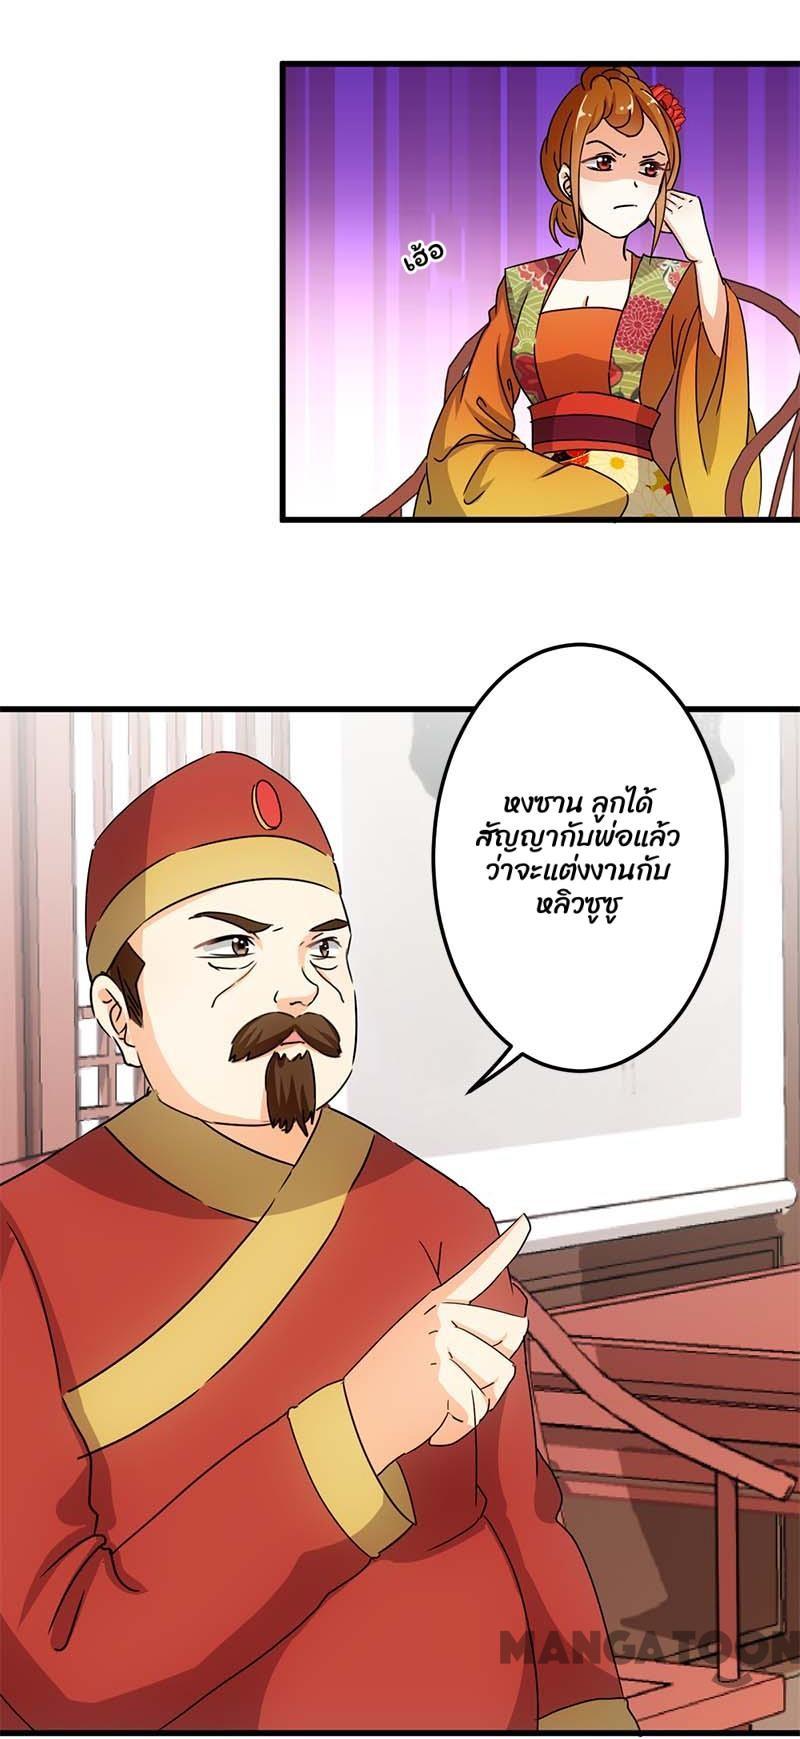 เฮ้อ
หงซาน ลูกได้
สัญญากับพ่อแล้ว
ว่าจะแต่งงานกับ
หลิวซูซู
MANGATOON